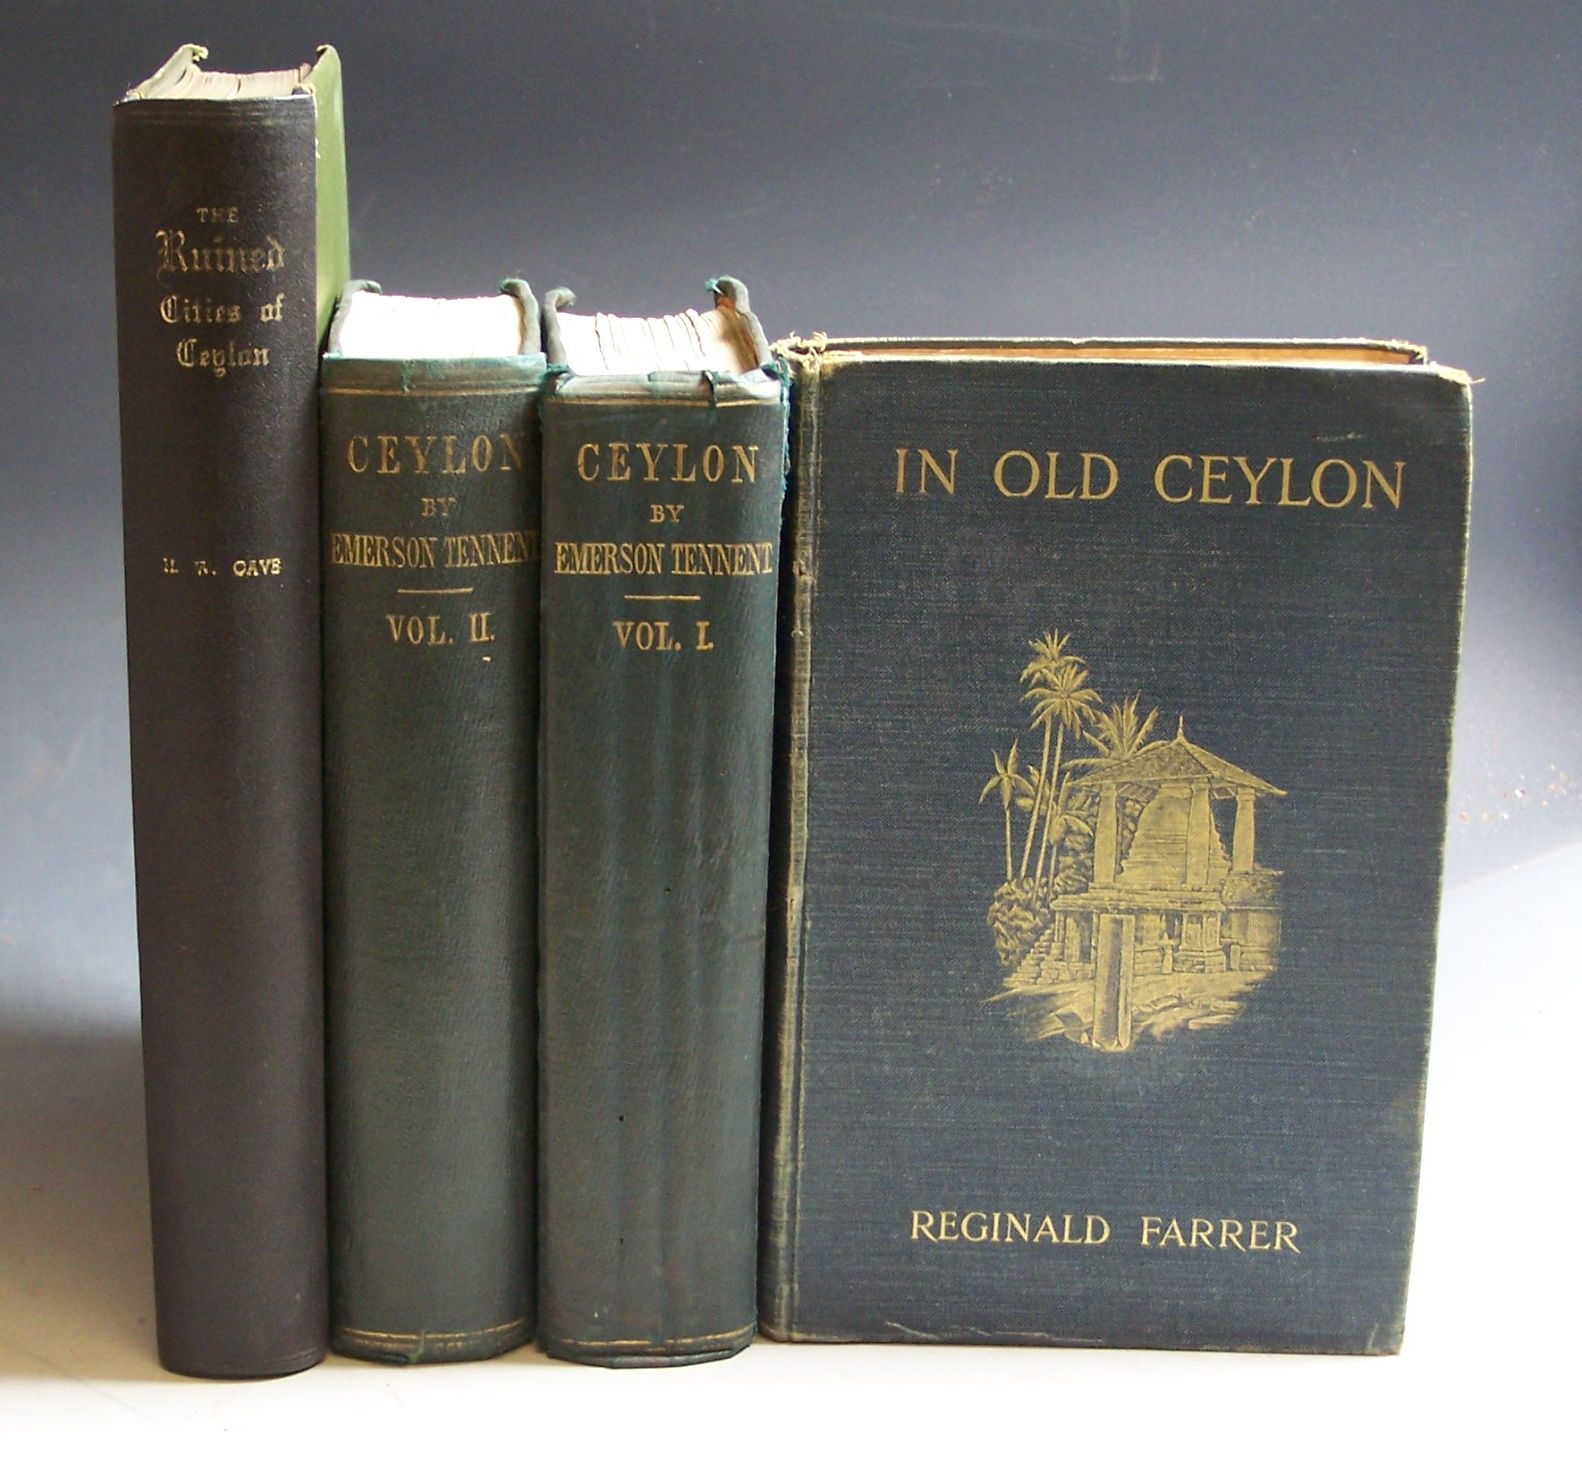 THE
Ruined
Cities of
Ceylon
H. W. CAVE
CEYLON
BY
EMERSON TENNENT
VOL. II.
CEYLON
BY
EMERSON TENNENT
VOL. I.
IN OLD CEYLON
REGINALD FARRER